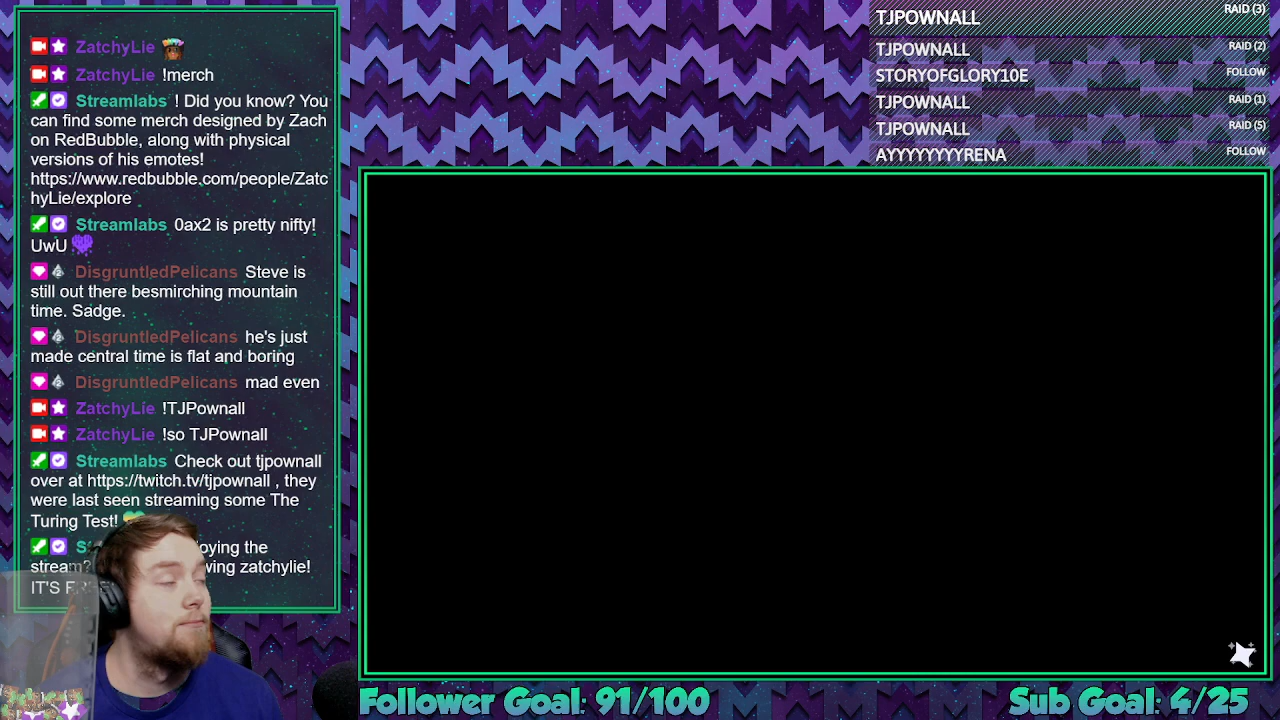 ZatchyLie
ZatchyLie !merch
Streamlabs ! Did you know? You
can find some merch designed by Zach
on RedBubble, along with physical
versions of his emotes!
https://www.redbubble.com/people/Zatc
hyLie/explore
Streamlabs 0ax2 is pretty nifty!
UwU
DisgruntledPelicans Steve is
still out there besmirching mountain
time. Sadge.
DisgruntledPelicans he's just
made central time is flat and boring
DisgruntledPelicans mad even
ZatchyLie !TJPownall
ZatchyLie !so TJPownall
Streamlabs Check out tjpownall
over at https://twitch.tv/tjpownall , they
were last seen streaming some The
Turing Test!
the
stream? zatchylie!
IT'S
TJPOWNALL RAID (3)
TJPOWNALL RAID (2)
STORYOFGLORY10E FOLLOW
TJPOWNALL RAID (1)
TJPOWNALL RAID (5)
AYYYYYYYYRENA FOLLOW
Follower Goal: 91/100
Sub Goal: 4/25